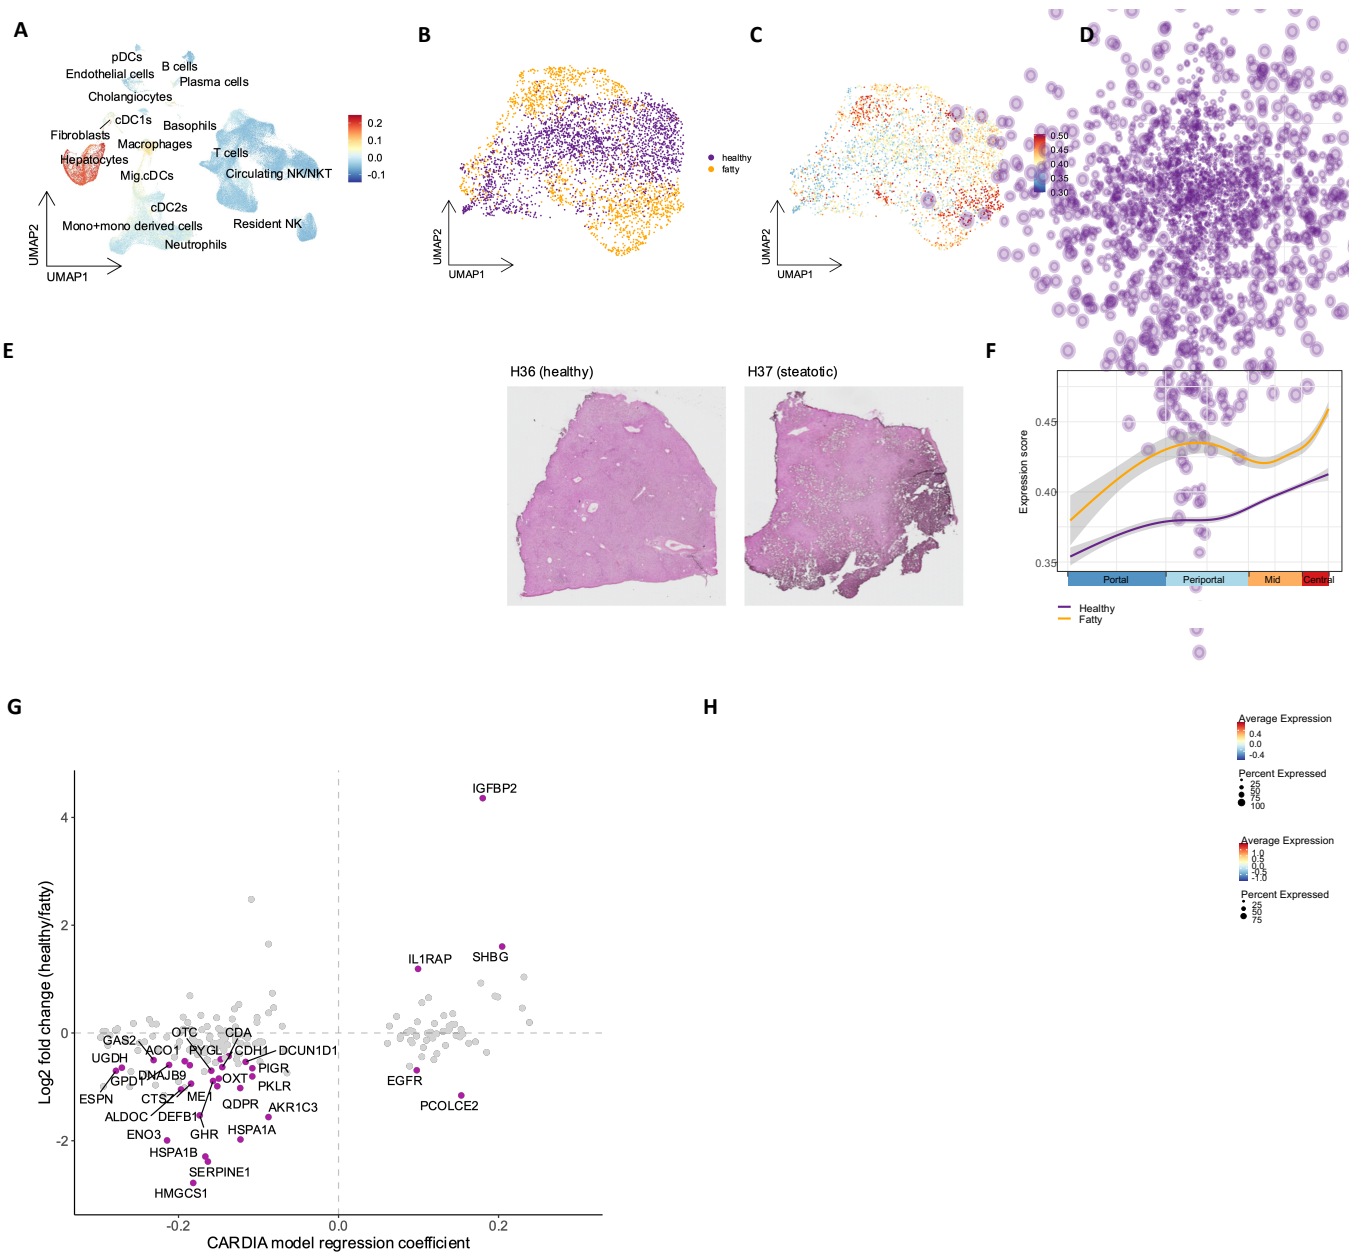 A
pDCs
B cells
Endothelial cells
Plasma cells
Cholangiocytes
cDC1s
Basophils
Fibroblasts
Macrophages
T cells
Hepatocytes
Mig.cDCs
Circulating NK/NKT
cDC2s
Mono+mono derived cells
Resident NK
Neutrophils
0.2
0.1
0.0
-0.1
UMAP2
UMAP1
B
healthy
fatty
UMAP2
UMAP1
C
0.50
0.45
0.40
0.35
0.30
UMAP2
UMAP1
D
E
H36 (healthy)
H37 (steatotic)
F
Expression score
0.45
0.40
0.35
Portal
Periportal
Mid
Central
Healthy
Fatty
G
Log2 fold change (healthy/fatty)
4
2
0
-2
IGFBP2
SHBG
IL1RAP
EGFR
PCOLCE2
OTC
CDA
GAS2
ACO1
PYGL
CDH1
DCUN1D1
UGDH
GPD1
DNAJB9
OXT
PIGR
PKLR
ESPN
CTSZ
ME1
QDPR
ALDOC
DEFB1
AKR1C3
ENO3
GHR
HSPA1A
HSPA1B
SERPINE1
HMGCS1
-0.2
0.0
0.2
CARDIA model regression coefficient
H
Average Expression
0.4
0.0
-0.4
Percent Expressed
25
50
75
100
Average Expression
1.0
0.5
0.0
-0.5
-1.0
Percent Expressed
25
50
75